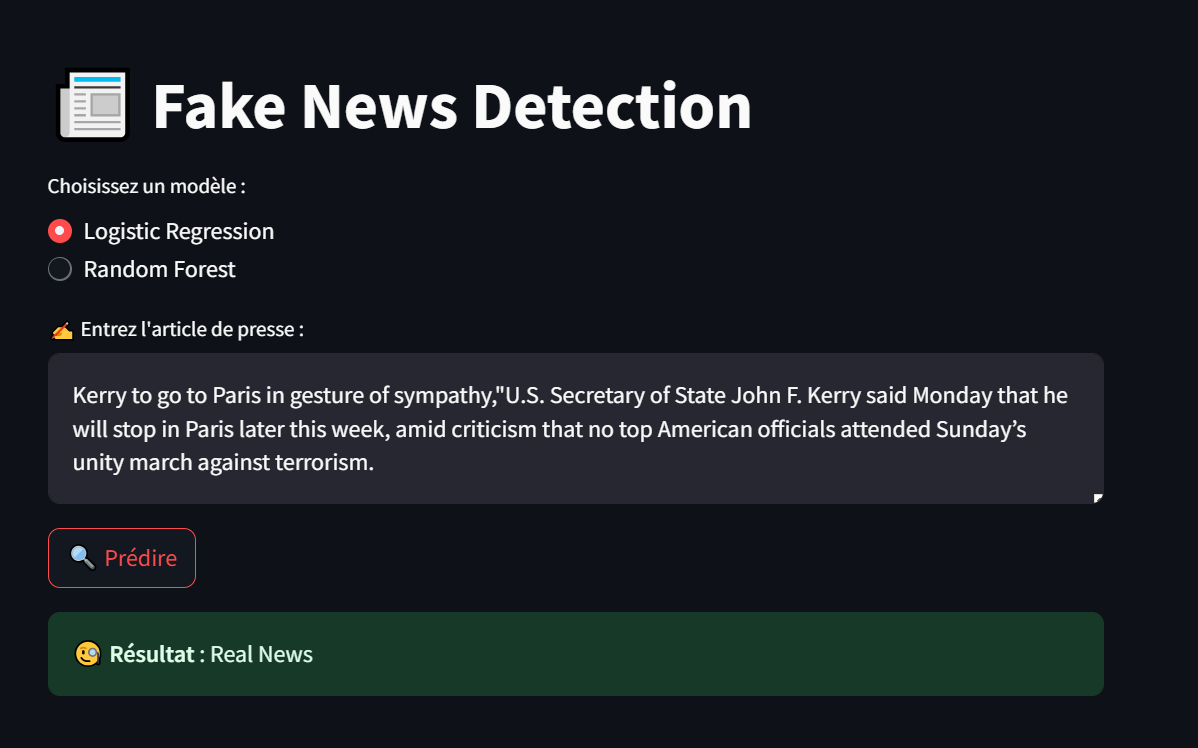 Fake News Detection
Choisissez un modèle :
Logistic Regression
Random Forest
Entrez l'article de presse :
Kerry to go to Paris in gesture of sympathy,"U.S. Secretary of State John F. Kerry said Monday that he
will stop in Paris later this week, amid criticism that no top American officials attended Sunday’s
unity march against terrorism.
Prédire
Résultat : Real News